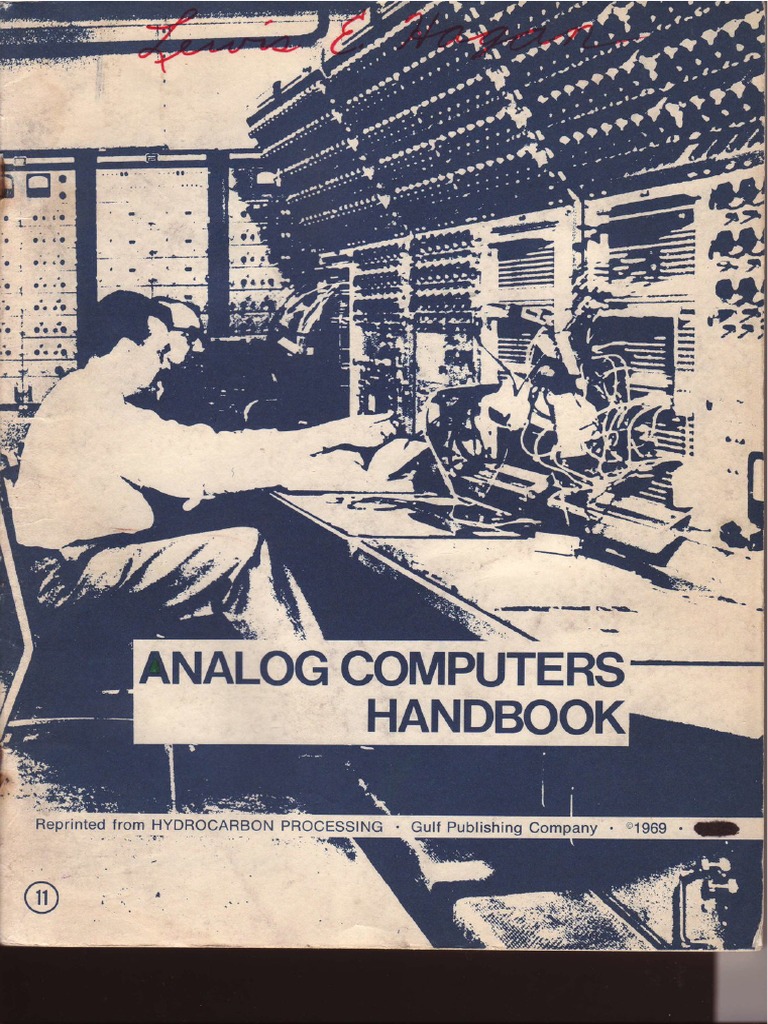 Lewis E Hagan
ANALOG COMPUTERS
HANDBOOK
Reprinted from HYDROCARBON PROCESSING · Gulf Publishing Company · ©1969 ·
11